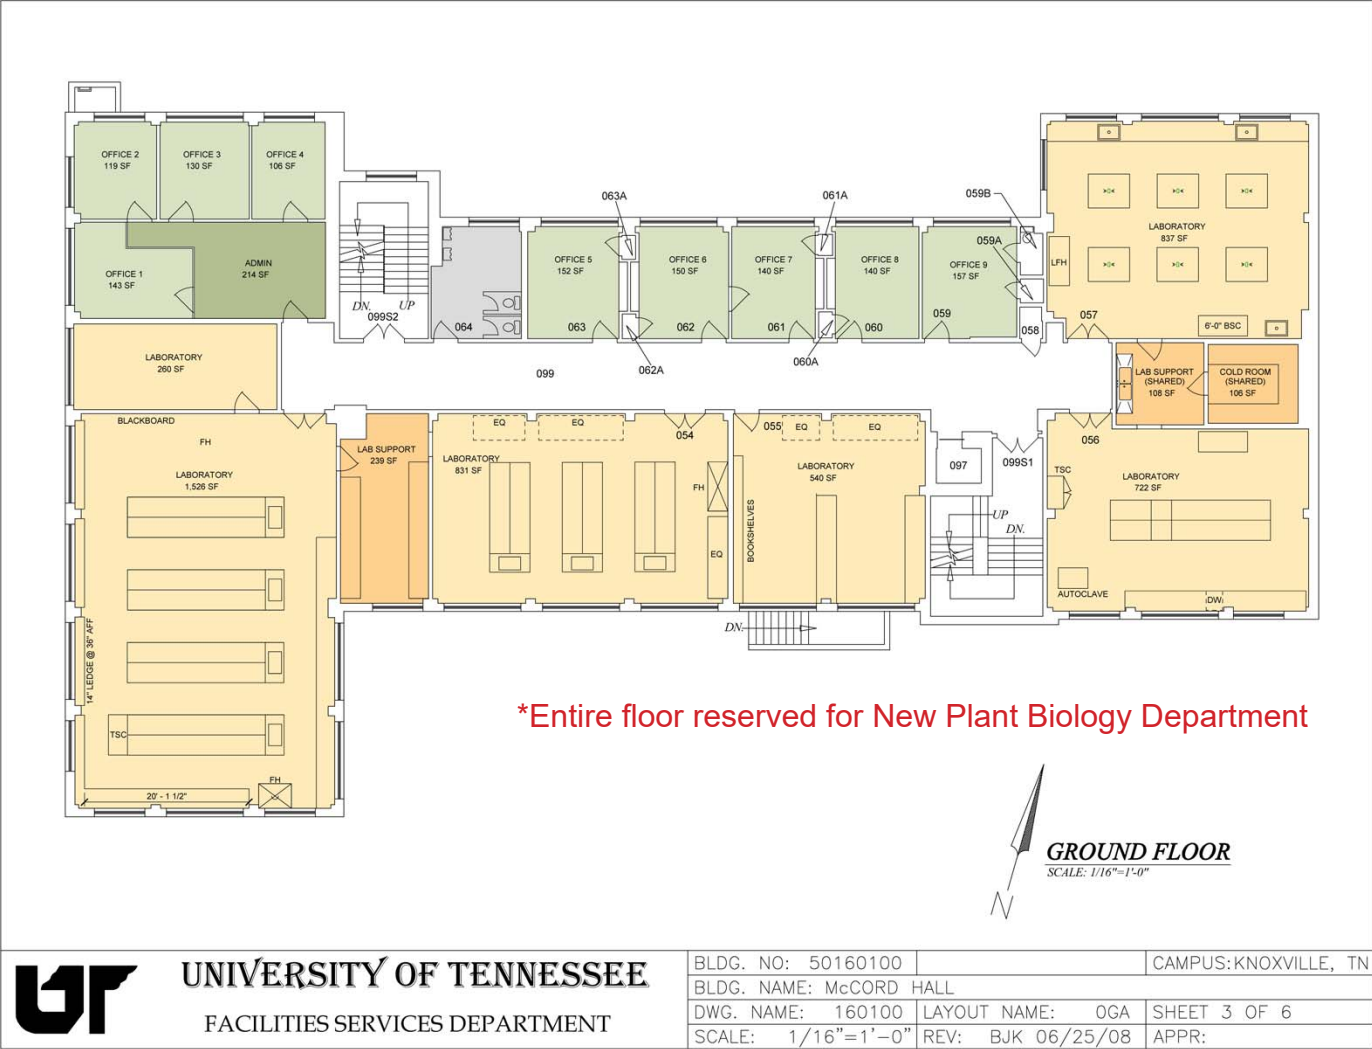 OFFICE 2
119 SF
OFFICE 3
130 SF
OFFICE 4
106 SF
063A
061A
059B
059A
OFFICE 1
143 SF
ADMIN
214 SF
DN.
UP
099S2
064
OFFICE 5
152 SF
063
OFFICE 6
150 SF
062
OFFICE 7
140 SF
061
OFFICE 8
140 SF
060
OFFICE 9
157 SF
059
058
057
LABORATORY
837 SF
LFH
6'-0" BSC
LABORATORY
260 SF
099
062A
060A
LAB SUPPORT
(SHARED)
108 SF
COLD ROOM
(SHARED)
106 SF
BLACKBOARD
FH
LABORATORY
1,526 SF
LAB SUPPORT
239 SF
EQ
EQ
054
LABORATORY
831 SF
FH
EQ
055
EQ
EQ
LABORATORY
540 SF
BOOKSHELVES
097
099S1
UP
DN.
056
TSC
LABORATORY
722 SF
AUTOCLAVE
DW
14" LEDGE @ 36" AFF
TSC
FH
20' - 1 1/2"
DN.
*Entire floor reserved for New Plant Biology Department
N
GROUND FLOOR
SCALE: 1/16"=1'-0"
UT
UNIVERSITY OF TENNESSEE
FACILITIES SERVICES DEPARTMENT
BLDG. NO: 50160100
CAMPUS:KNOXVILLE, TN
BLDG. NAME: McCORD HALL
DWG. NAME: 160100
LAYOUT NAME: 0GA
SHEET 3 OF 6
SCALE: 1/16"=1'-0"
REV: BJK 06/25/08
APPR: